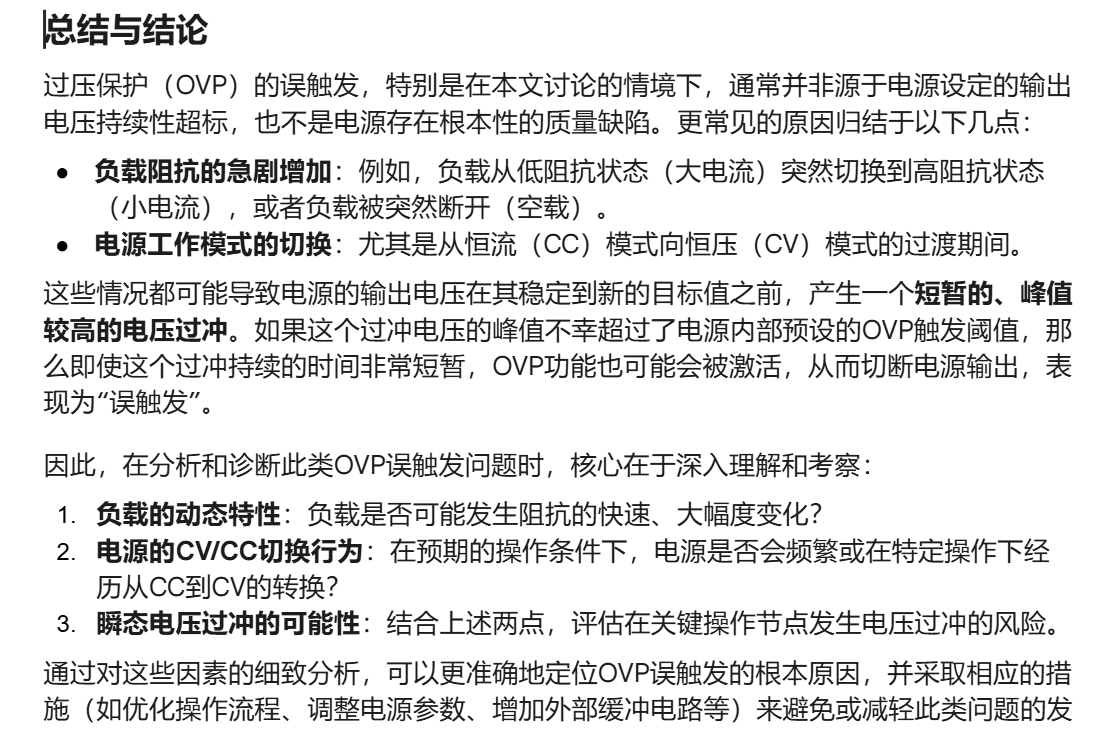 总结与结论
过压保护（OVP）的误触发，特别是在本文讨论的情境下，通常并非源于电源设定的输出
电压持续性超标，也不是电源存在根本性的质量缺陷。更常见的原因归结于以下几点：
• 负载阻抗的急剧增加：例如，负载从低阻抗状态（大电流）突然切换到高阻抗状态
（小电流），或者负载被突然断开（空载）。
• 电源工作模式的切换：尤其是从恒流（CC）模式向恒压（CV）模式的过渡期间。
这些情况都可能导致电源的输出电压在其稳定到新的目标值之前，产生一个短暂的、峰值
较高的电压过冲。如果这个过冲电压的峰值不幸超过了电源内部预设的OVP触发阈值，那
么即使这个过冲持续的时间非常短暂，OVP功能也可能会被激活，从而切断电源输出，表
现为“误触发”。
因此，在分析和诊断此类OVP误触发问题时，核心在于深入理解和考察：
1. 负载的动态特性：负载是否可能发生阻抗的快速、大幅度变化？
2. 电源的CV/CC切换行为：在预期的操作条件下，电源是否会频繁或在特定操作下经
历从CC到CV的转换？
3. 瞬态电压过冲的可能性：结合上述两点，评估在关键操作节点发生电压过冲的风险。
通过对这些因素的细致分析，可以更准确地定位OVP误触发的根本原因，并采取相应的措
施（如优化操作流程、调整电源参数、增加外部缓冲电路等）来避免或减轻此类问题的发